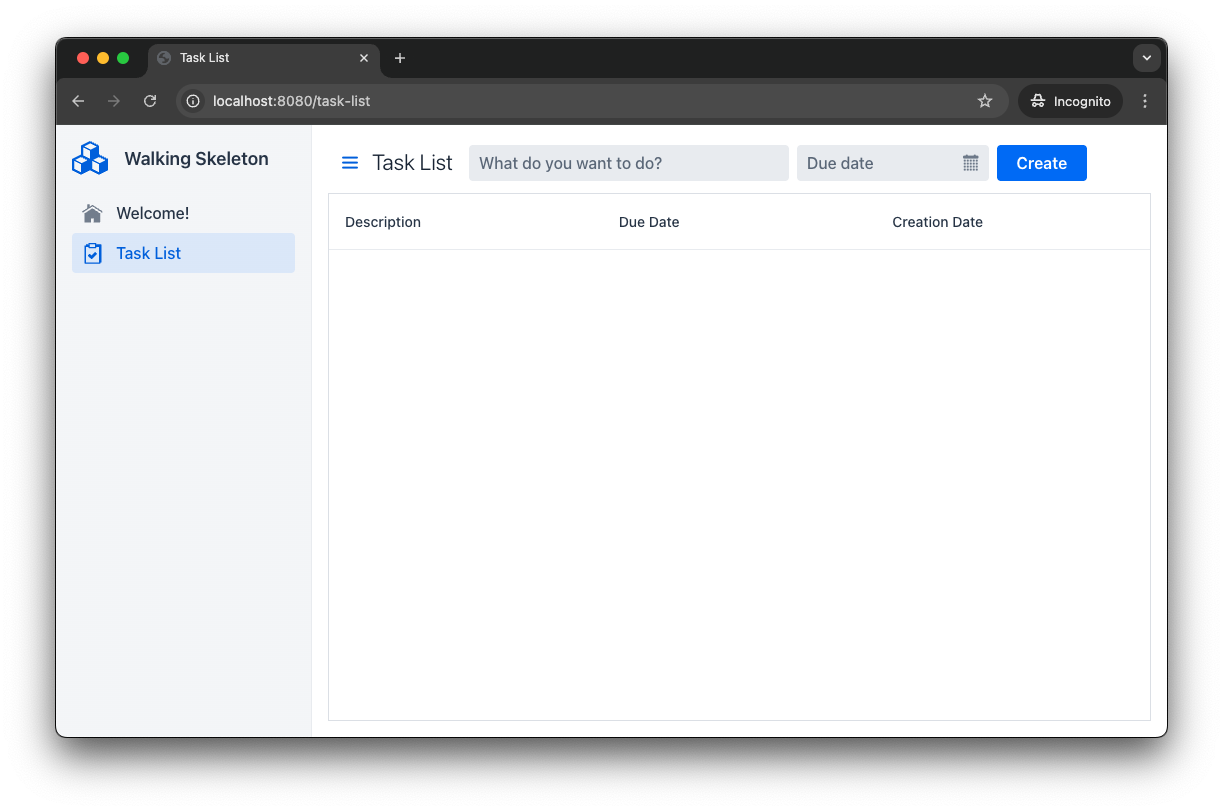 Task List
localhost:8080/task-list
Incognito
Walking Skeleton
Welcome!
Task List
Task List
What do you want to do?
Due date
Create
Description
Due Date
Creation Date